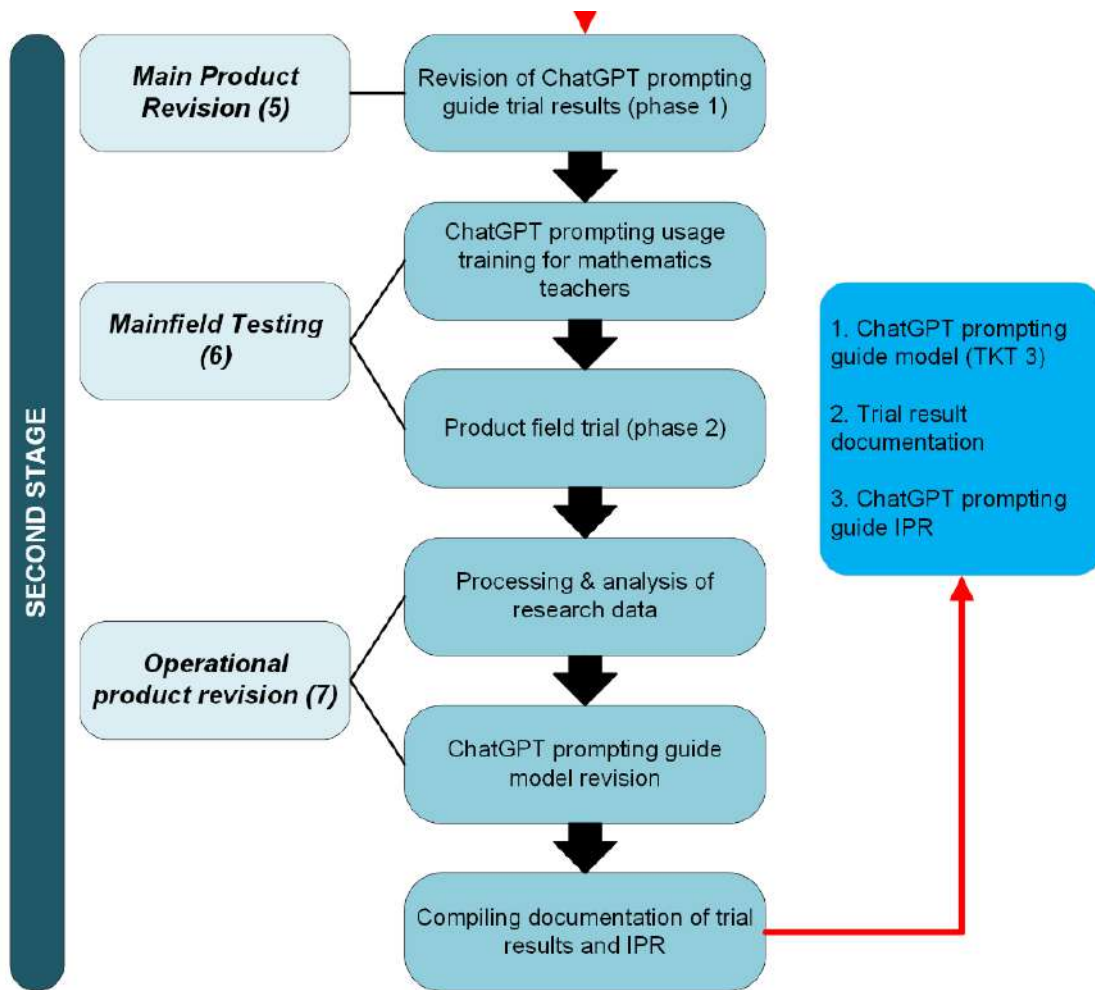 SECOND STAGE
Main Product
Revision (5)
Revision of ChatGPT prompting
guide trial results (phase 1)
Mainfield Testing
(6)
ChatGPT prompting usage
training for mathematics
teachers
Product field trial (phase 2)
Operational
product revision (7)
Processing & analysis of
research data
ChatGPT prompting guide
model revision
Compiling documentation of trial
results and IPR
1. ChatGPT prompting
guide model (TKT 3)
2. Trial result
documentation
3. ChatGPT prompting
guide IPR